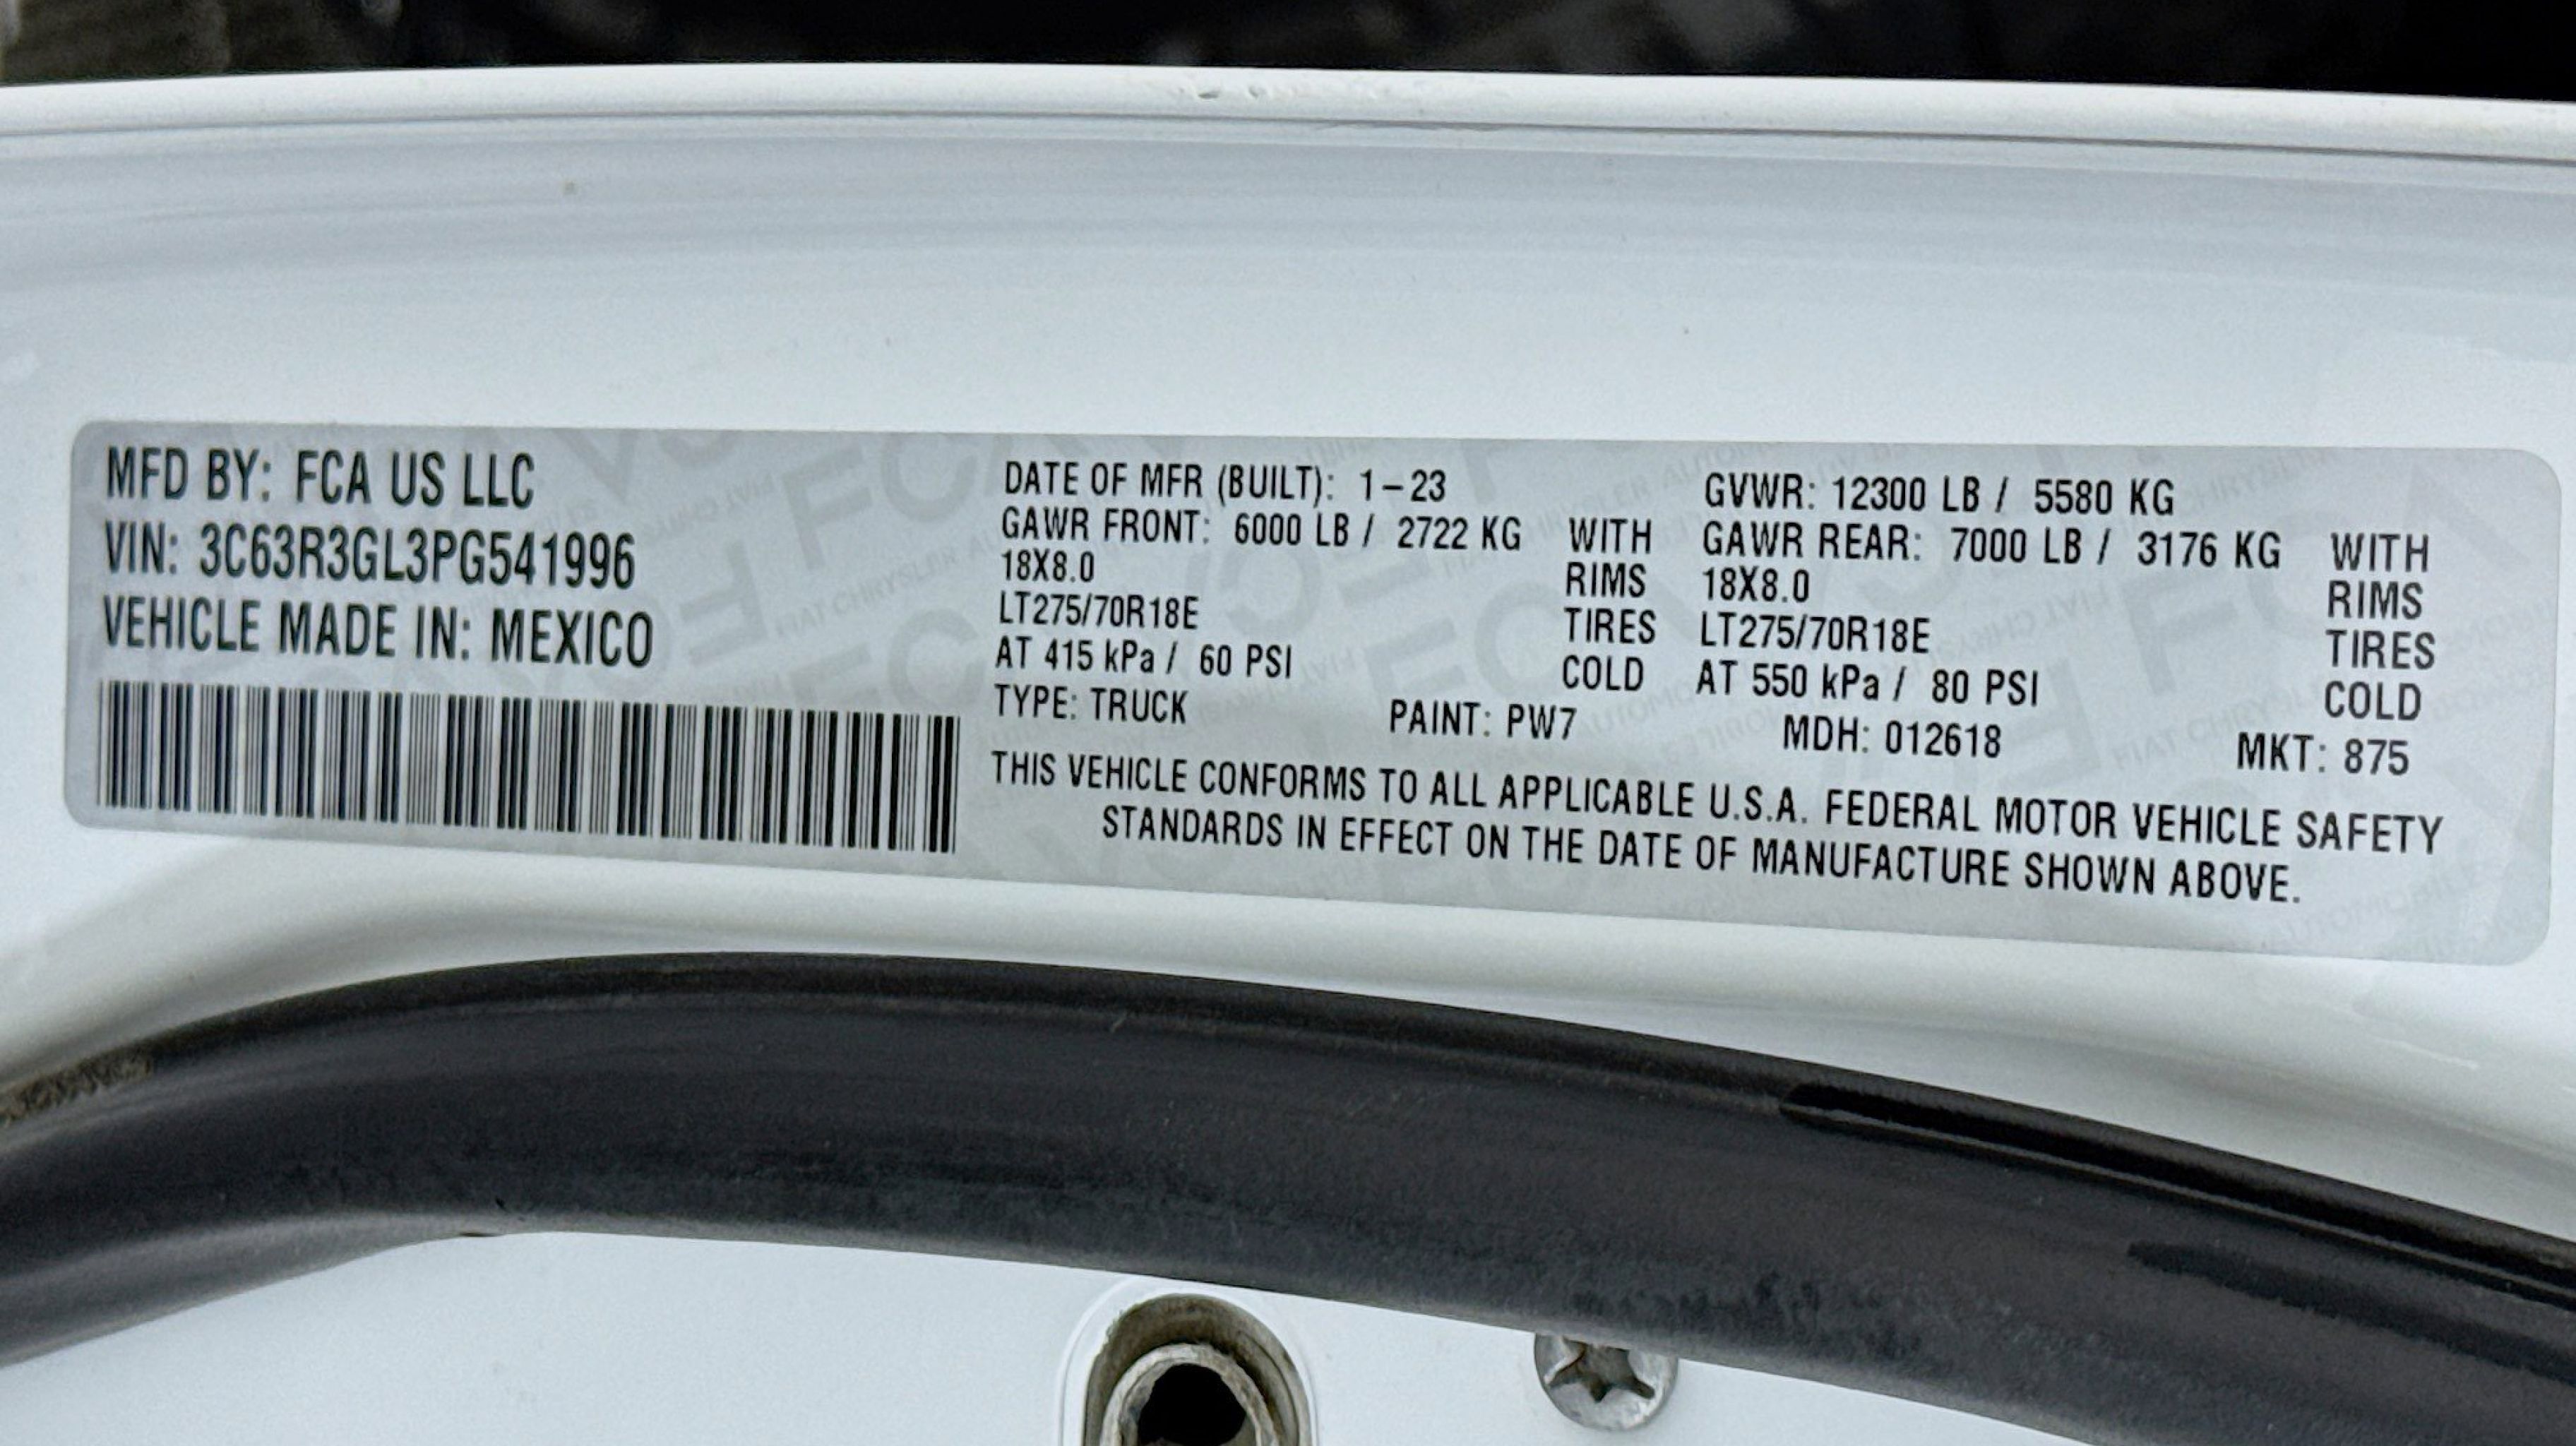 MFD BY: FCA US LLC
VIN: 3C63R3GL3PG541996
VEHICLE MADE IN: MEXICO
DATE OF MFR (BUILT): 1-23 GVWR: 12300 LB / 5580 KG
GAWR FRONT: 6000 LB / 2722 KG WITH GAWR REAR: 7000 LB / 3176 KG WITH
18X8.0 RIMS 18X8.0 RIMS
LT275/70R18E TIRES LT275/70R18E TIRES
AT 415 kPa / 60 PSI COLD AT 550 kPa / 80 PSI COLD
TYPE: TRUCK PAINT: PW7 MDH: 012618 MKT: 875
THIS VEHICLE CONFORMS TO ALL APPLICABLE U.S.A. FEDERAL MOTOR VEHICLE SAFETY
STANDARDS IN EFFECT ON THE DATE OF MANUFACTURE SHOWN ABOVE.